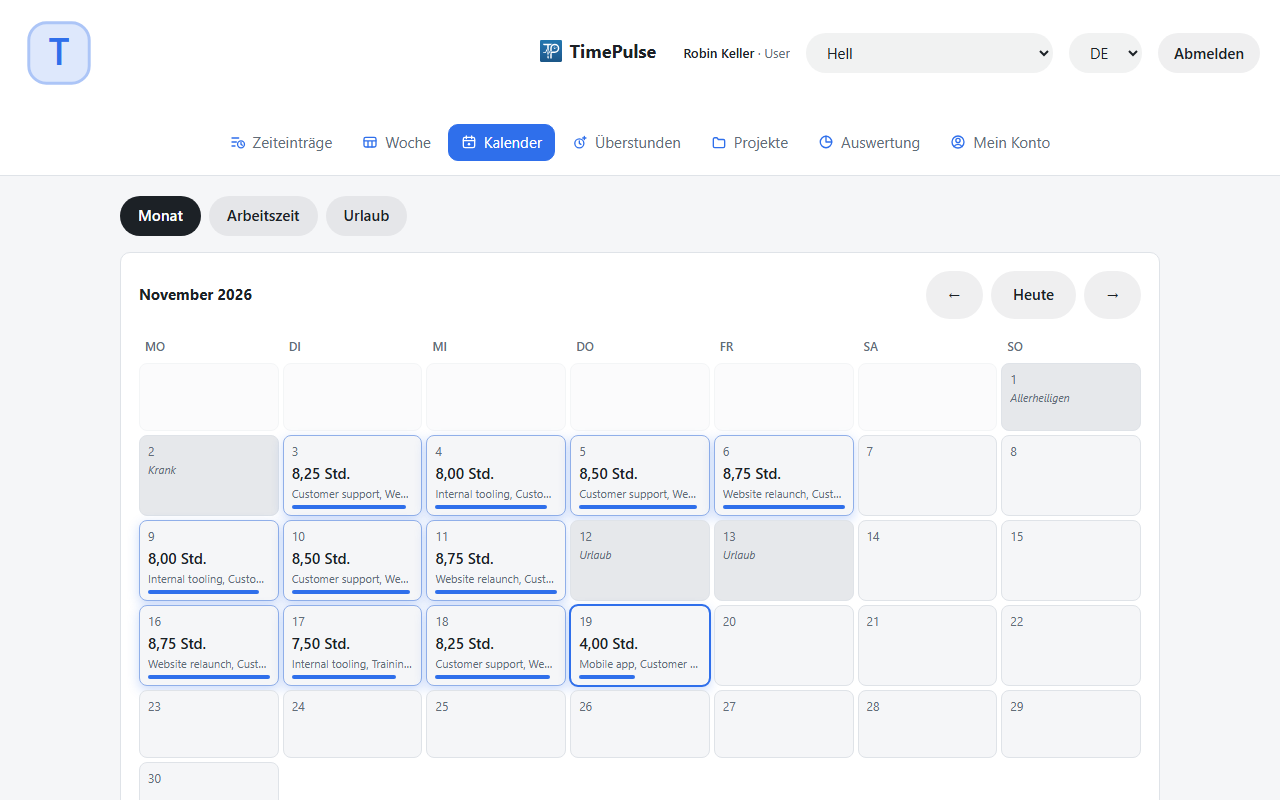 T
TimePulse
Robin Keller · User
Hell
DE
Abmelden
Zeiteinträge
Woche
Kalender
Überstunden
Projekte
Auswertung
Mein Konto
Monat
Arbeitszeit
Urlaub
November 2026
←
Heute
→
MO
DI
MI
DO
FR
SA
SO
1
Allerheiligen
2
Krank
3
8,25 Std.
Customer support, We...
4
8,00 Std.
Internal tooling, Custo...
5
8,50 Std.
Customer support, We...
6
8,75 Std.
Website relaunch, Cust...
7
8
9
8,00 Std.
Internal tooling, Custo...
10
8,50 Std.
Customer support, We...
11
8,75 Std.
Website relaunch, Cust...
12
Urlaub
13
Urlaub
14
15
16
8,75 Std.
Website relaunch, Cust...
17
7,50 Std.
Internal tooling, Trainin...
18
8,25 Std.
Customer support, We...
19
4,00 Std.
Mobile app, Customer ...
20
21
22
23
24
25
26
27
28
29
30